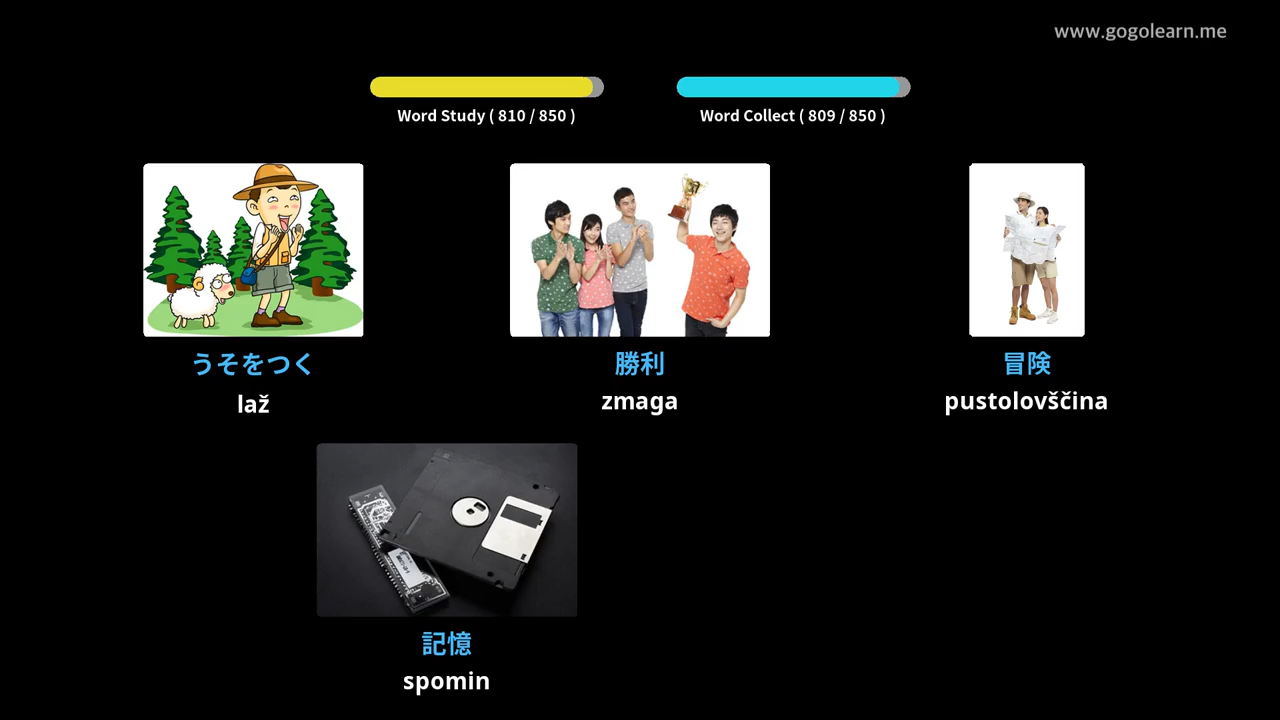 www.gogolearn.me
Word Study ( 810 / 850 )
Word Collect ( 809 / 850 )
うそをつく
laž
勝利
zmaga
冒険
pustolovščina
記憶
spomin